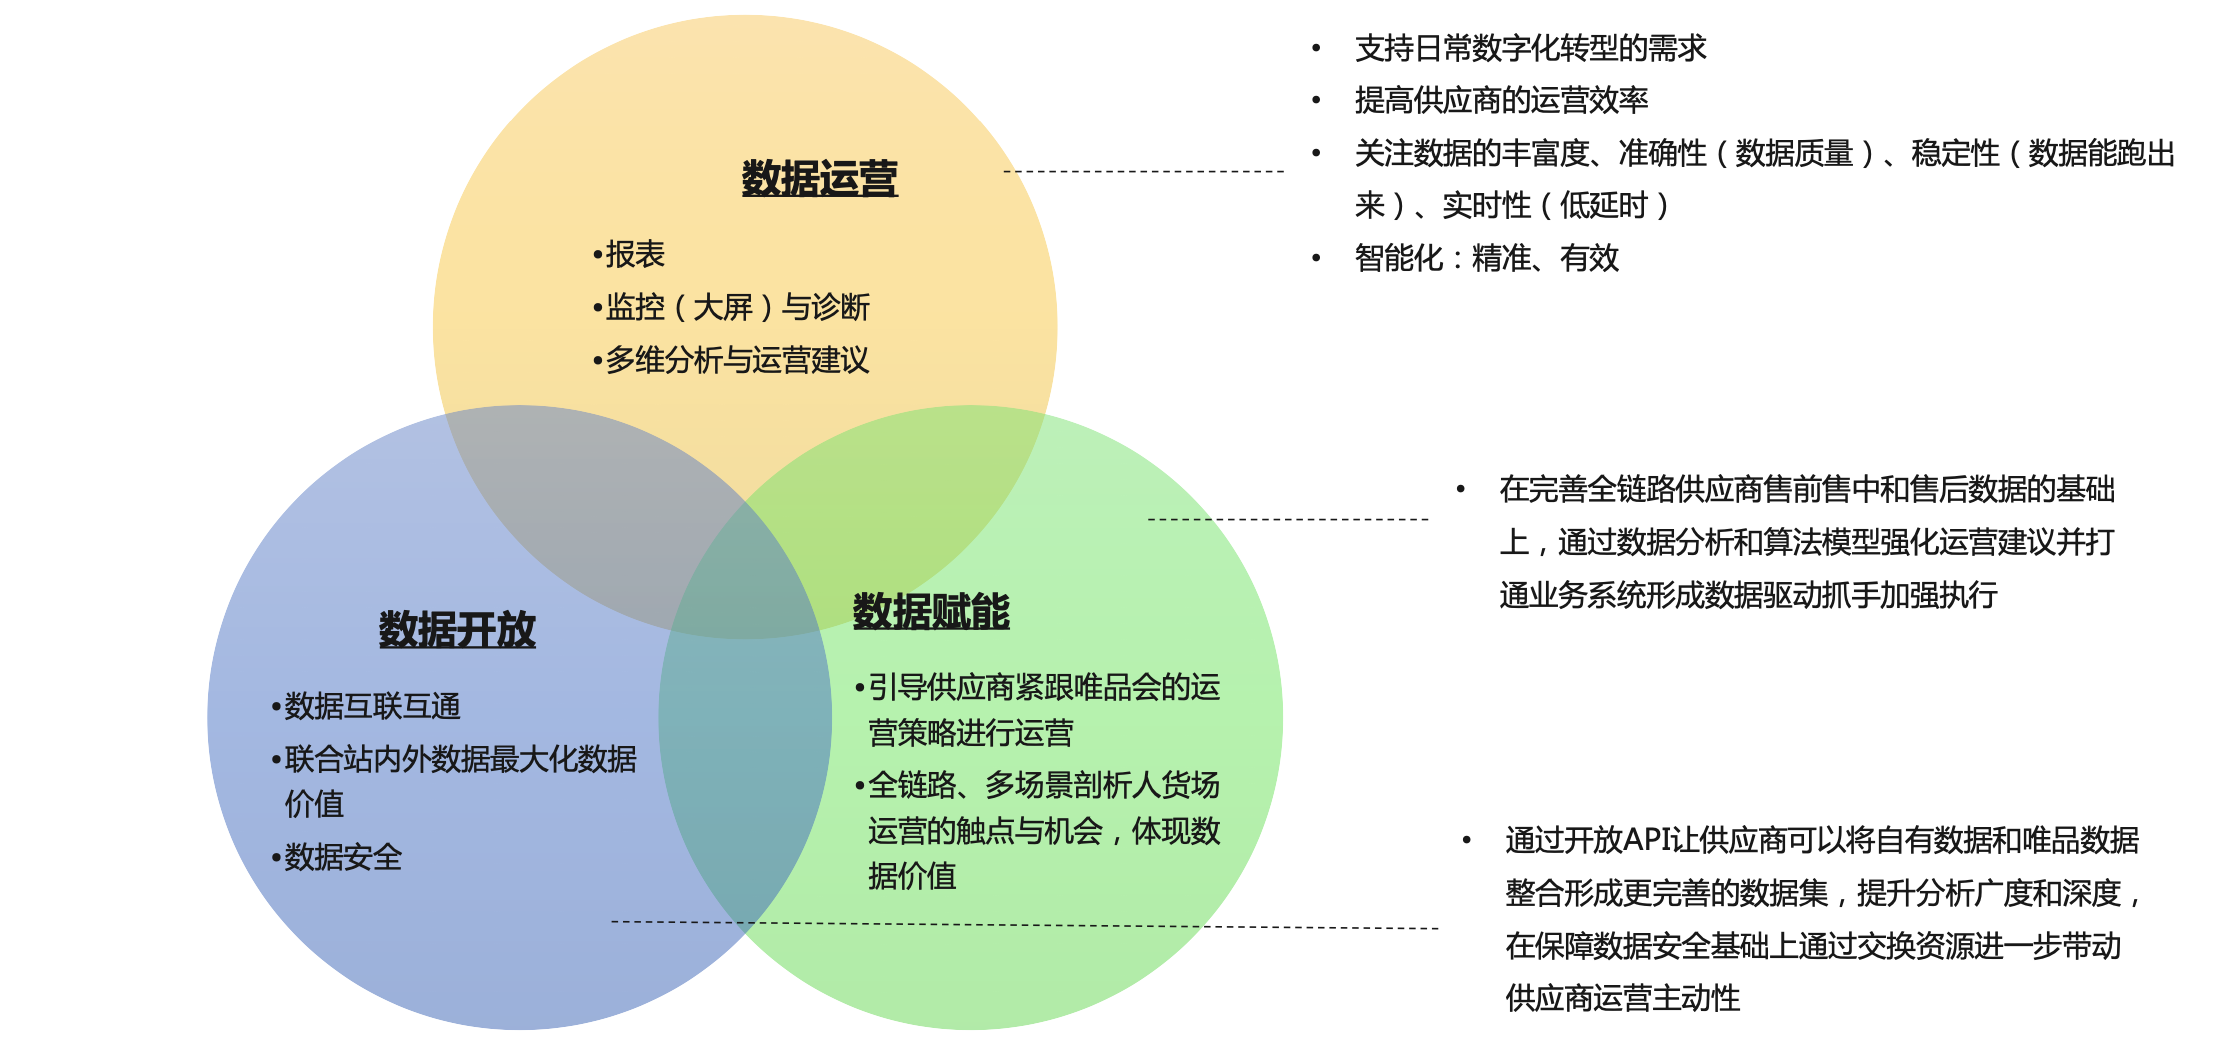 数据运营
•报表
•监控（大屏）与诊断
•多维分析与运营建议
• 支持日常数字化转型的需求
• 提高供应商的运营效率
• 关注数据的丰富度、准确性（数据质量）、稳定性（数据能跑出
来）、实时性（低延时）
• 智能化：精准、有效
数据开放
•数据互联互通
•联合站内外数据最大化数据
价值
•数据安全
数据赋能
•引导供应商紧跟唯品会的运
营策略进行运营
•全链路、多场景剖析人货场
运营的触点与机会，体现数
据价值
• 在完善全链路供应商售前售中和售后数据的基础
上，通过数据分析和算法模型强化运营建议并打
通业务系统形成数据驱动抓手加强执行
• 通过开放API让供应商可以将自有数据和唯品数据
整合形成更完善的数据集，提升分析广度和深度，
在保障数据安全基础上通过交换资源进一步带动
供应商运营主动性